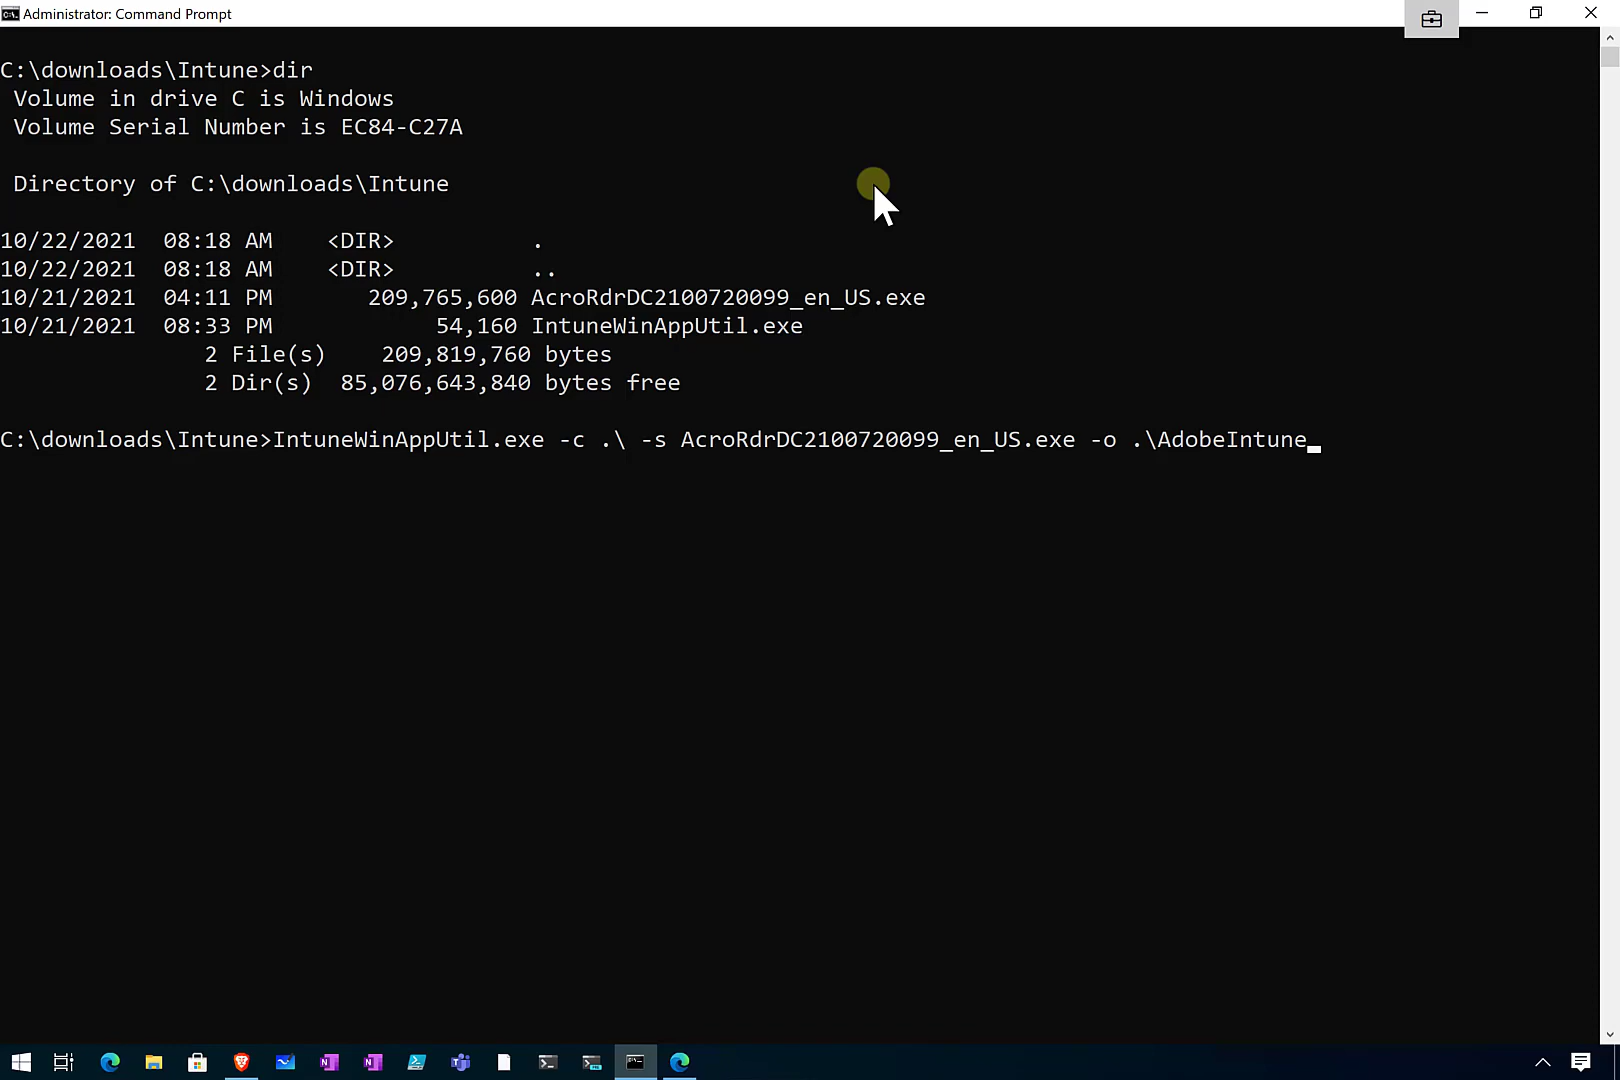 Administrator: Command Prompt
C:\downloads\Intune>dir
 Volume in drive C is Windows
 Volume Serial Number is EC84-C27A
 Directory of C:\downloads\Intune
10/22/2021  08:18 AM    <DIR>          .
10/22/2021  08:18 AM    <DIR>          ..
10/21/2021  04:11 PM       209,765,600 AcroRdrDC2100720099_en_US.exe
10/21/2021  08:33 PM            54,160 IntuneWinAppUtil.exe
               2 File(s)    209,819,760 bytes
               2 Dir(s)  85,076,643,840 bytes free
C:\downloads\Intune>IntuneWinAppUtil.exe -c .\ -s AcroRdrDC2100720099_en_US.exe -o .\AdobeIntune